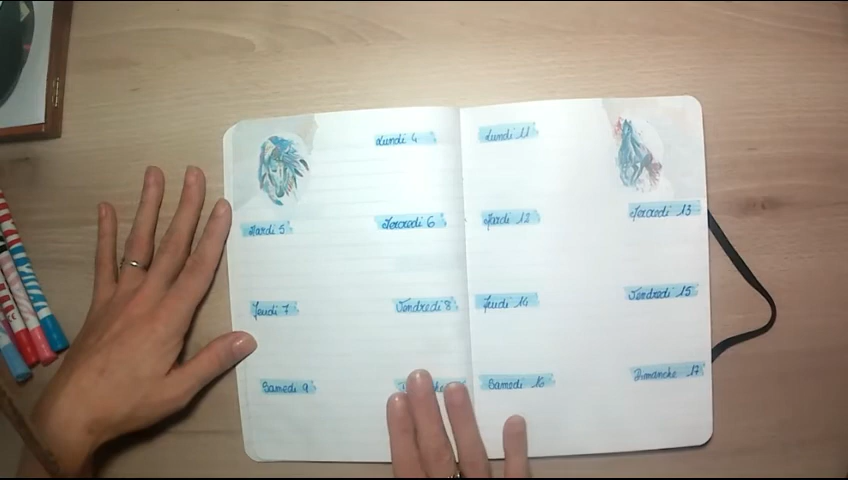 Lundi 4
Mardi 5
Mercredi 6
Jeudi 7
Vendredi 8
Samedi 9
Lundi 11
Mardi 12
Mercredi 13
Jeudi 14
Vendredi 15
Samedi 16
Dimanche 17